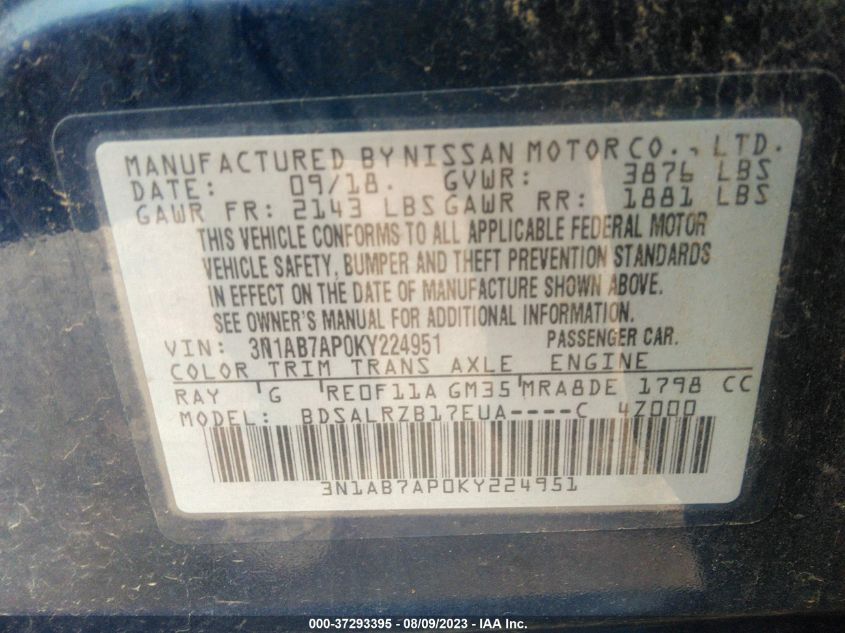 MANUFACTURED BY NISSAN MOTOR CO., LTD.
DATE: 09/18. GVWR: 3876 LBS
GAWR FR: 2143 LBS GAWR RR: 1881 LBS
THIS VEHICLE CONFORMS TO ALL APPLICABLE FEDERAL MOTOR
VEHICLE SAFETY, BUMPER AND THEFT PREVENTION STANDARDS
IN EFFECT ON THE DATE OF MANUFACTURE SHOWN ABOVE.
SEE OWNER'S MANUAL FOR ADDITIONAL INFORMATION.
VIN: 3N1AB7AP0KY224951 PASSENGER CAR.
COLOR TRIM TRANS AXLE ENGINE
RAY 'G 'RE0F11A GM35'MRA8DE 1798 CC
MODEL: BDSALRZB17EUA----C 4Z000
3N1AB7AP0KY224951
000-37293395 - 08/09/2023 - IAA Inc.